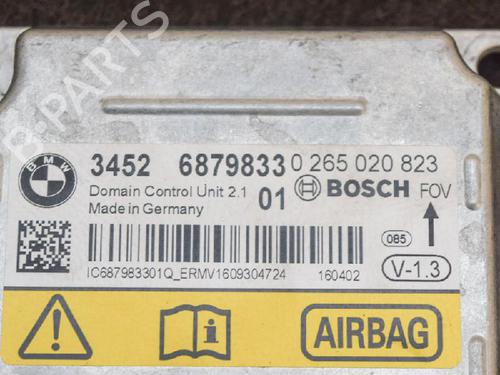 B-PARTS
BMW
3452 6879833 0 265 020 823
Domain Control Unit 2.1 01 BOSCH FOV
Made in Germany
085
V-1.3
IC687983301Q_ERMV1609304724 160402
AIRBAG